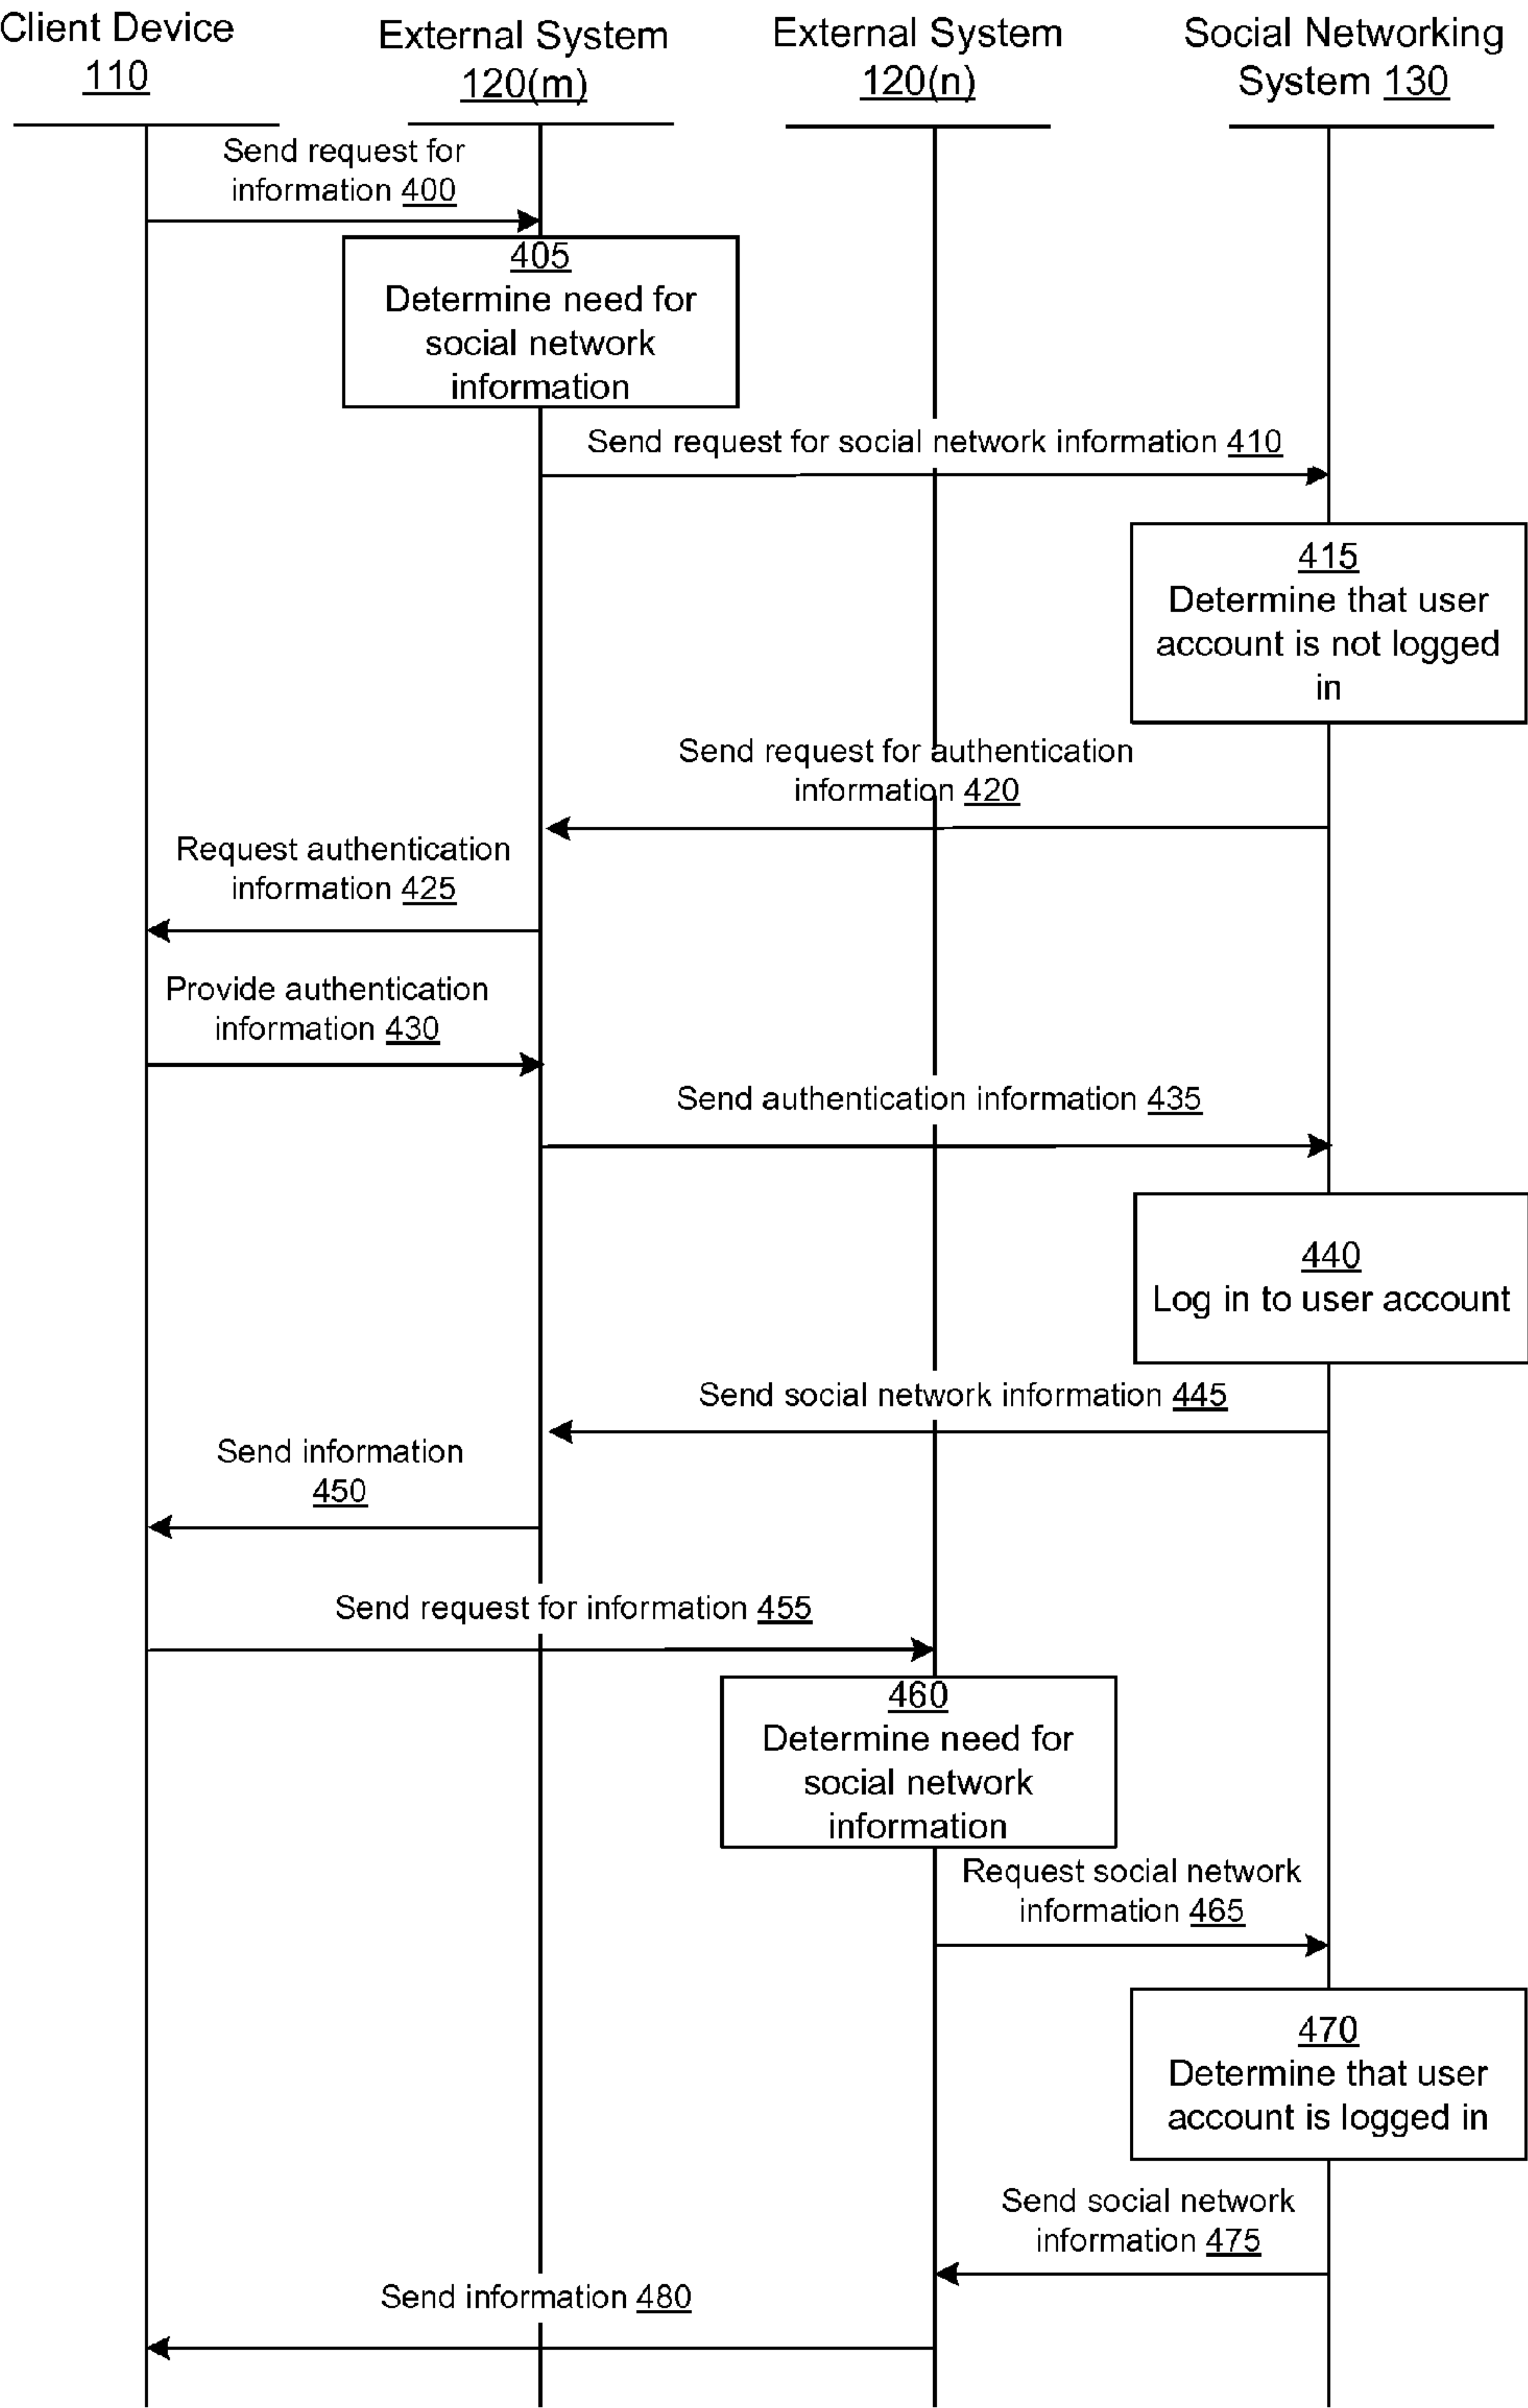 Client Device
110
External System
120(m)
External System
120(n)
Social Networking
System 130
Send request for
information 400
405
Determine need for
social network
information
Send request for social network information 410
415
Determine that user
account is not logged
in
Send request for authentication
information 420
Request authentication
information 425
Provide authentication
information 430
Send authentication information 435
440
Log in to user account
Send social network information 445
Send information
450
Send request for information 455
460
Determine need for
social network
information
Request social network
information 465
470
Determine that user
account is logged in
Send social network
information 475
Send information 480